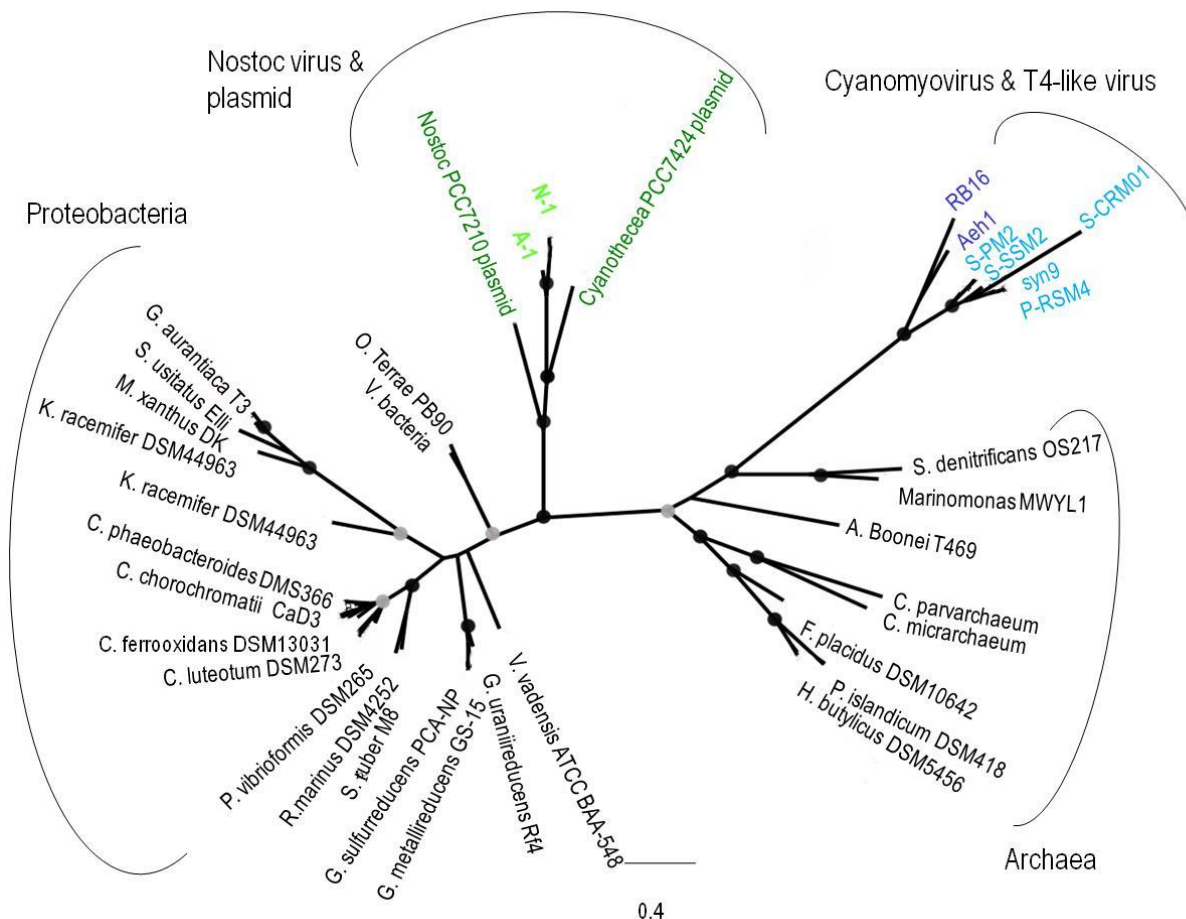 Nostoc virus &
plasmid
Cyanomyovirus & T4-like virus
Proteobacteria
Nostoc PCC7210 plasmid
N-1
A-1
Cyanothecea PCC7424 plasmid
RB16
Aeh1
S-PM2
S-SSM2
S-CRM01
syn9
P-RSM4
G. aurantiaca T3
S. usitatus Elli
M. xanthus DK
K. racemifer DSM44963
K. racemifer DSM44963
O. Terrae PB90
V. bacteria
C. phaeobacteroides DMS366
C. chorochromatii CaD3
C. ferrooxidans DSM13031
C. luteotum DSM273
P. vibrioformis DSM265
R.marinus DSM4252
S. ruber M8
G. sulfurreducens PCA-NP
G. metallireducens GS-15
G. uraniireducens Rf4
V. vadensis ATCC BAA-548
S. denitrificans OS217
Marinomonas MWYL1
A. Boonei T469
C. parvarchaeum
C. micrarchaeum
F. placidus DSM10642
P. islandicum DSM418
H. butylicus DSM5456
Archaea
0.4